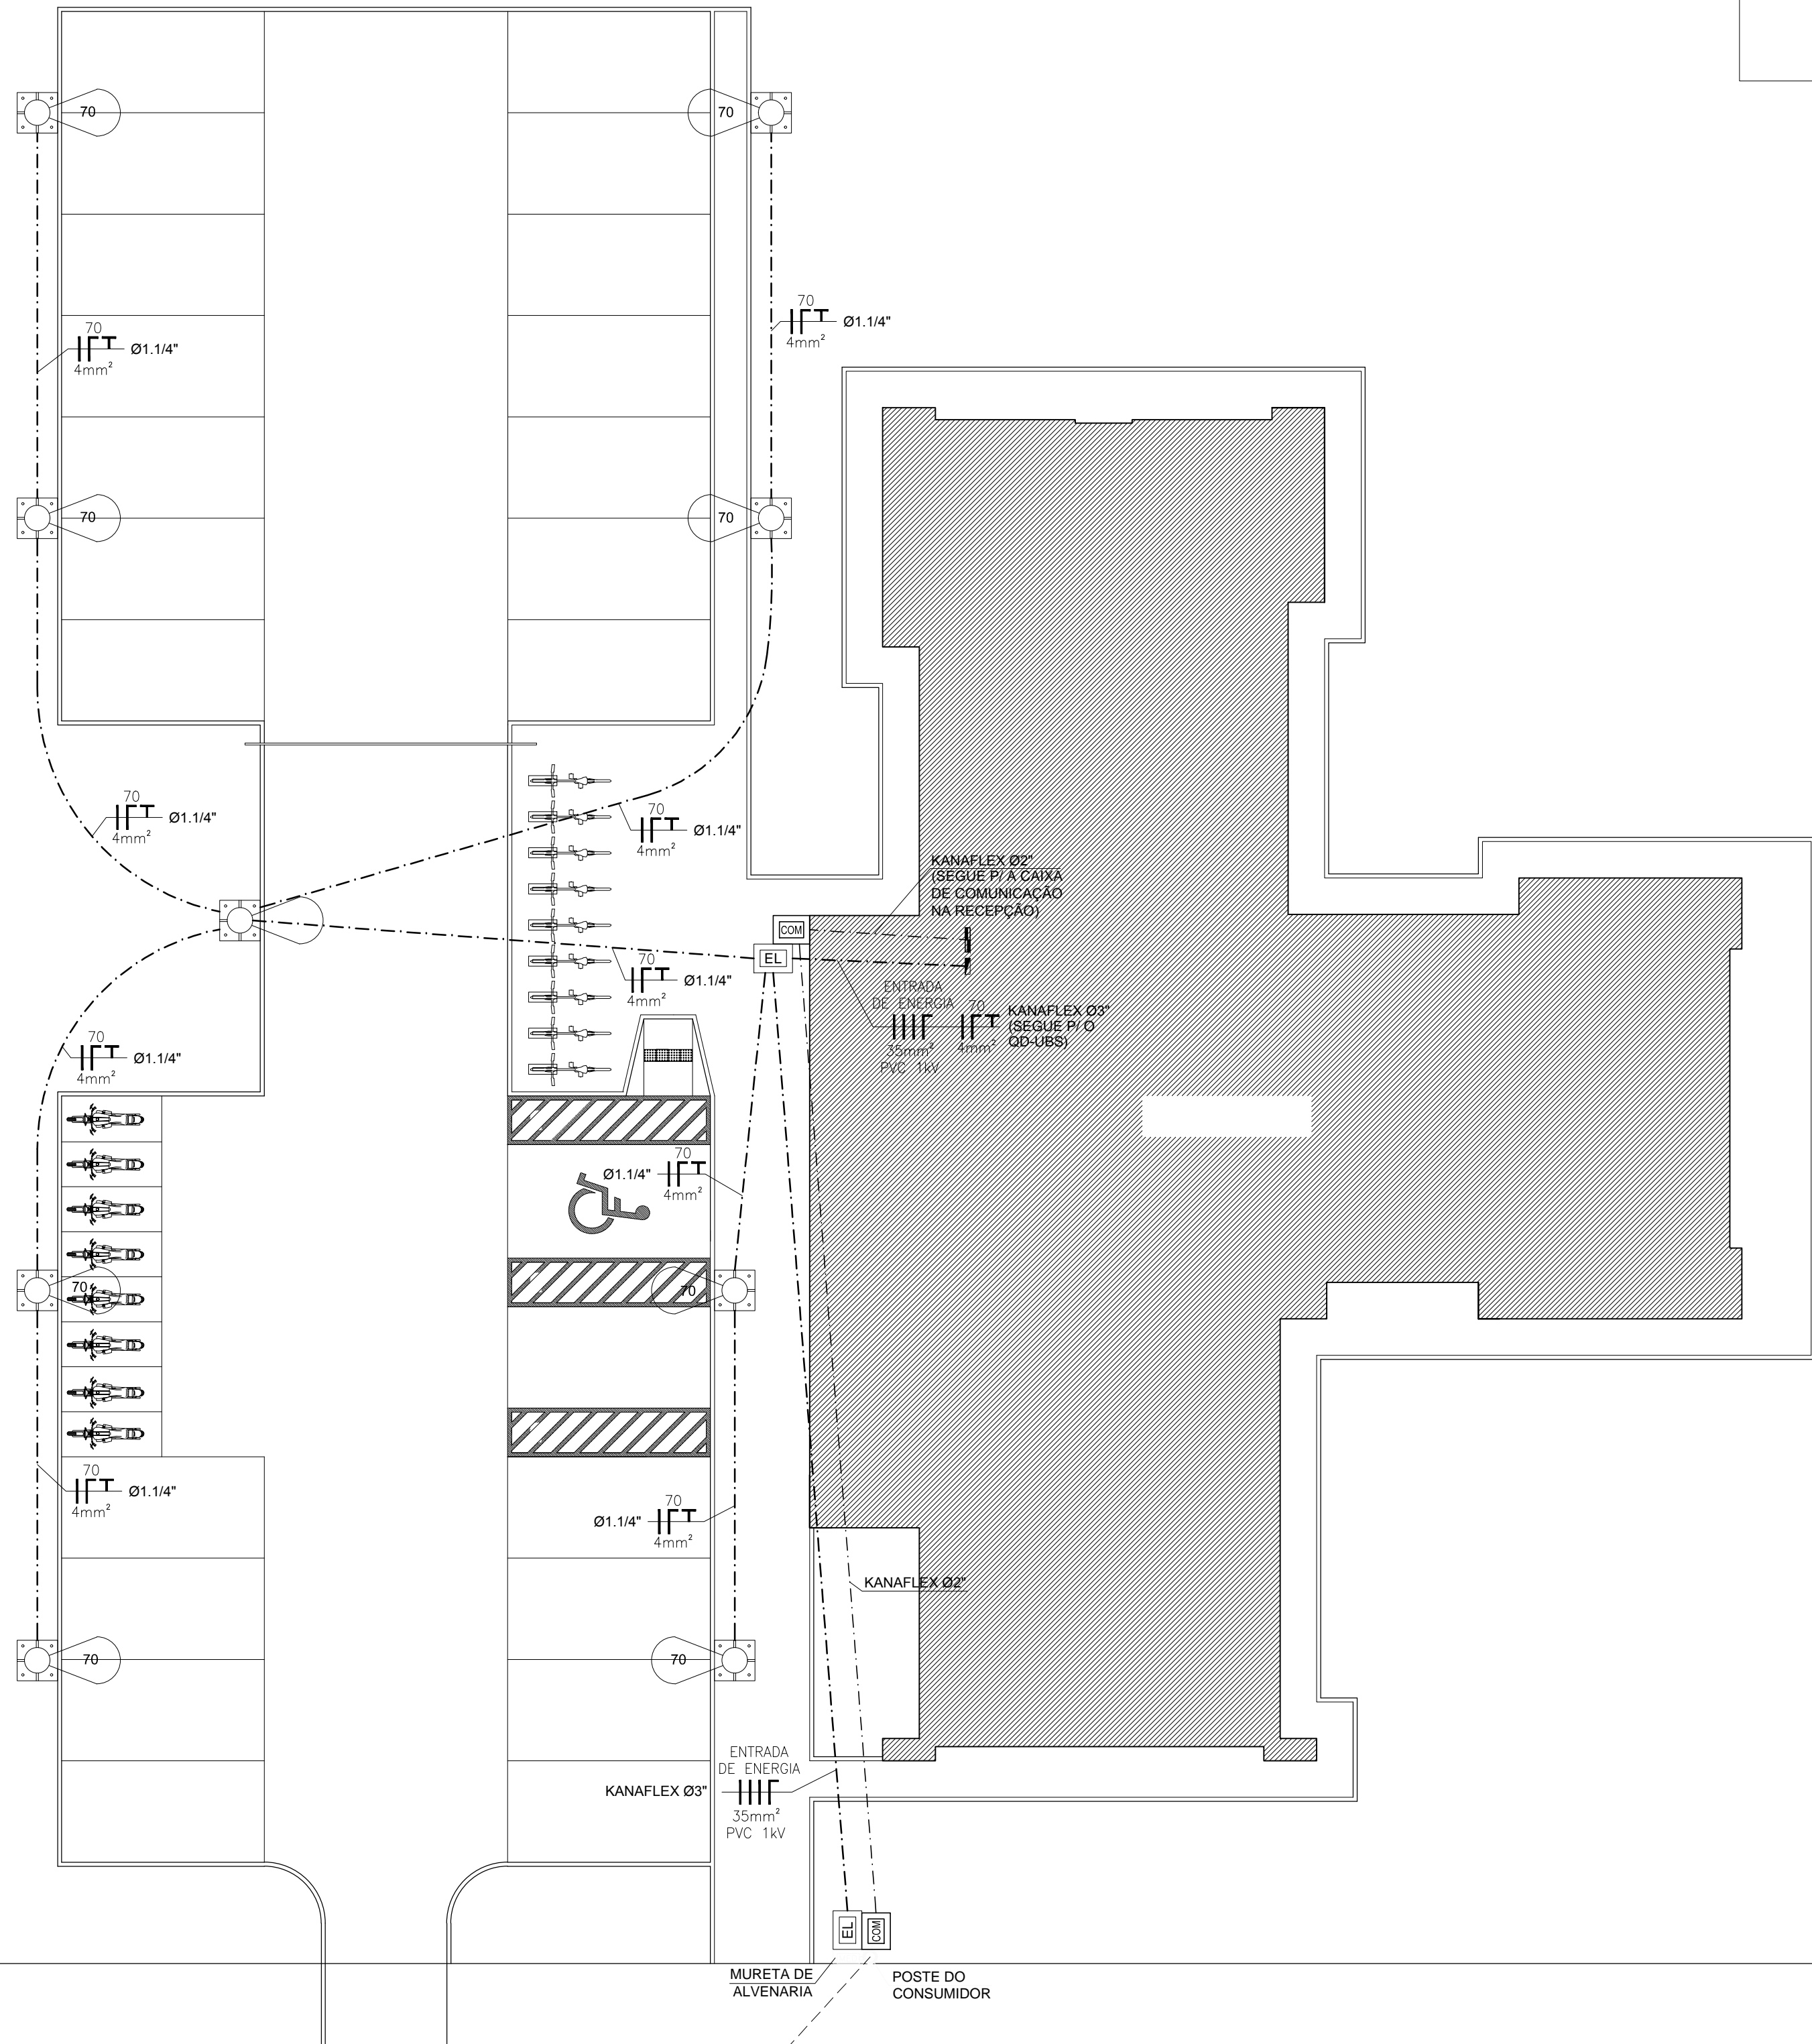 70
70
70
Ø1.1/4"
4mm²
70
Ø1.1/4"
4mm²
70
70
70
Ø1.1/4"
4mm²
70
Ø1.1/4"
4mm²
KANAFLEX Ø2"
(SEGUE P/ A CAIXA
DE COMUNICAÇÃO
NA RECEPÇÃO)
COM
EL
70
Ø1.1/4"
4mm²
ENTRADA
DE ENERGIA
35mm²
PVC 1kV
70
4mm²
KANAFLEX Ø3"
(SEGUE P/ O
QD-UBS)
70
Ø1.1/4"
4mm²
70
Ø1.1/4"
4mm²
70
70
70
Ø1.1/4"
4mm²
70
Ø1.1/4"
4mm²
KANAFLEX Ø2"
70
70
ENTRADA
DE ENERGIA
KANAFLEX Ø3"
35mm²
PVC 1kV
EL
COM
MURETA DE
ALVENARIA
POSTE DO
CONSUMIDOR